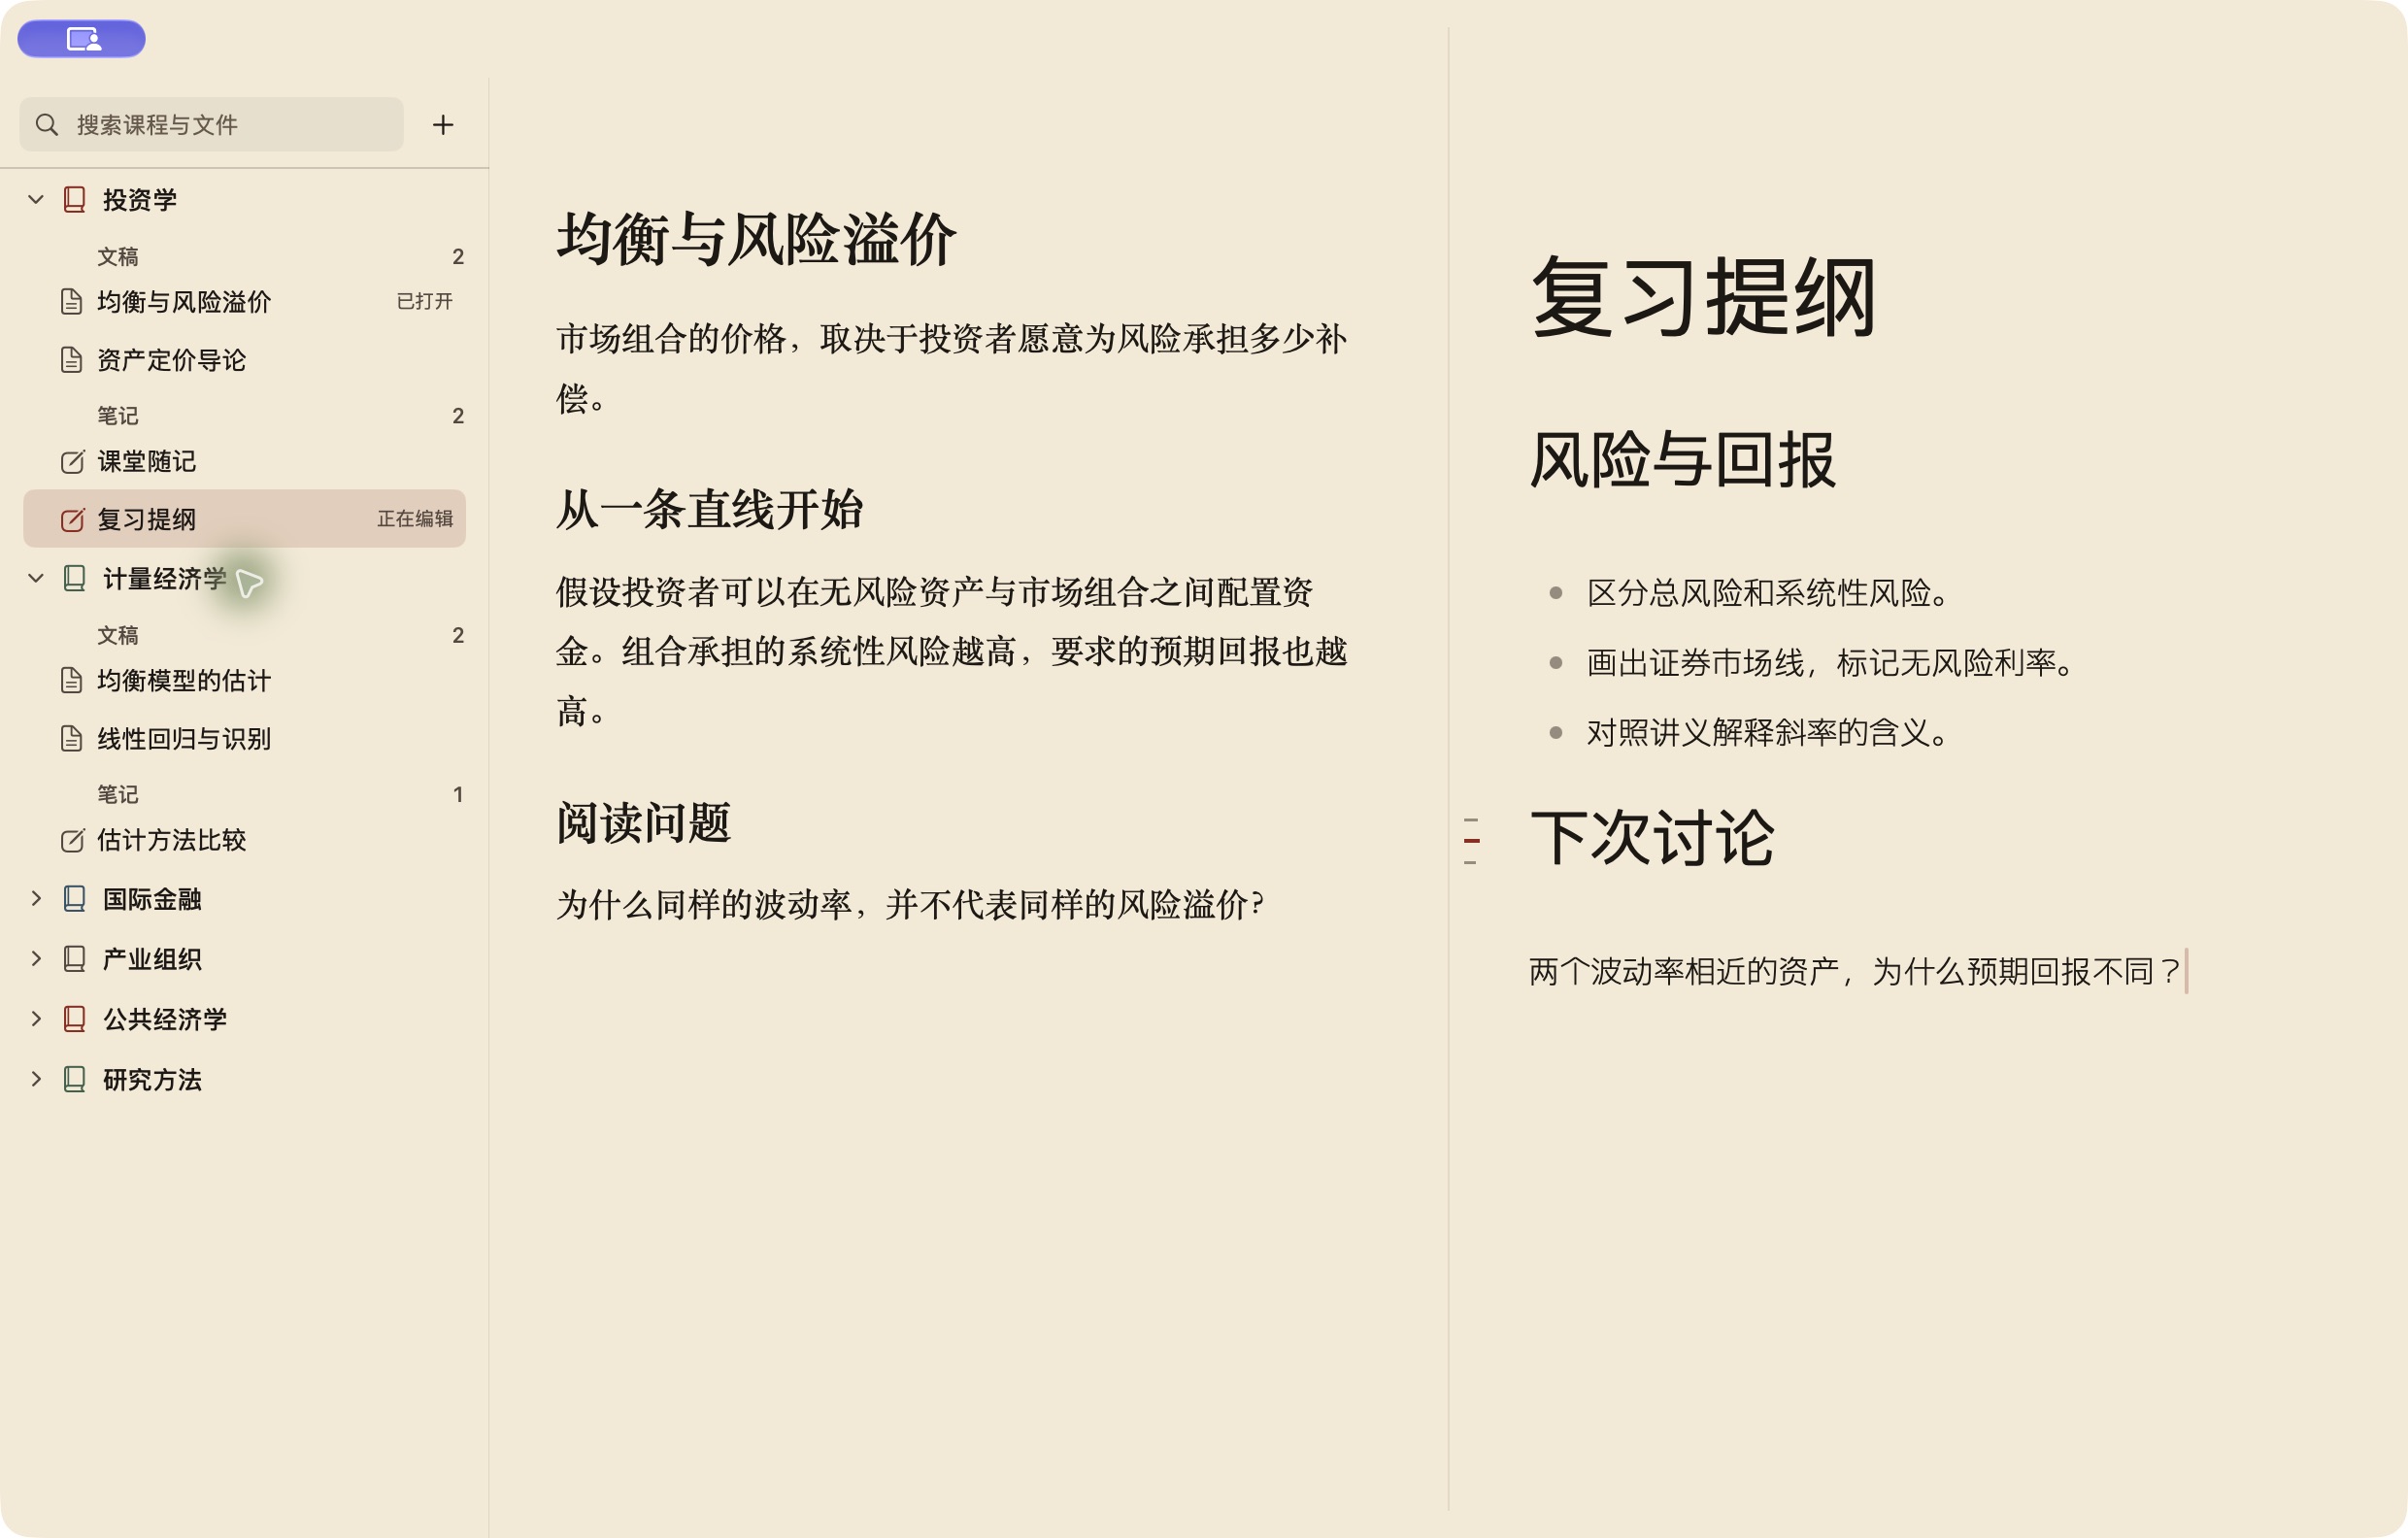 搜索课程与文件
投资学
文稿 2
均衡与风险溢价 已打开
资产定价导论
笔记 2
课堂随记
复习提纲 正在编辑
计量经济学
文稿 2
均衡模型的估计
线性回归与识别
笔记 1
估计方法比较
国际金融
产业组织
公共经济学
研究方法
均衡与风险溢价
市场组合的价格，取决于投资者愿意为风险承担多少补
偿。
从一条直线开始
假设投资者可以在无风险资产与市场组合之间配置资
金。组合承担的系统性风险越高，要求的预期回报也越
高。
阅读问题
为什么同样的波动率，并不代表同样的风险溢价?
复习提纲
风险与回报
区分总风险和系统性风险。
画出证券市场线，标记无风险利率。
对照讲义解释斜率的含义。
下次讨论
两个波动率相近的资产，为什么预期回报不同？